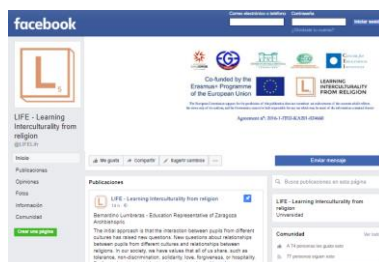 Correo electrónico o teléfono Contraseña
facebook
Iniciar sesión
¿Olvidaste tu cuenta?
L
LIFE - Learning
Interculturality from
religion
Inicio
Publicaciones
Opiniones
Fotos
Información
Comunidad
Crear una página
Co-funded by the
Erasmus+ Programme
of the European Union
L
LEARNING
INTERCULTURALITY
FROM RELIGION
Me gusta
Compartir
Sugerir cambios
Enviar mensaje
Publicaciones
LIFE - Learning Interculturality from religion
Bernardino Lumbreras - Education Representative of Zaragoza
The initial approach is that the interaction between pupils from different
cultures has raised new questions: New questions about relationships
between pupils from different cultures and relationships between
religions. In our society, we have values that all of us share, such as
tolerance, non-discrimination, solidarity, love, forgiveness, or hospitality
Busca publicaciones en esta página
LIFE - Learning Interculturality from
religion
Universidad
Comunidad
A 74 personas les gusta esto
77 personas siguen esto